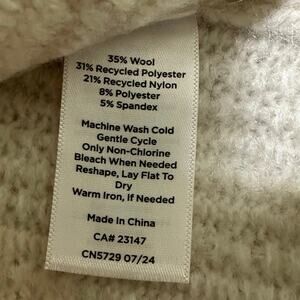 35% Wool
31% Recycled Polyester
21% Recycled Nylon
8% Polyester
5% Spandex
Machine Wash Cold
Gentle Cycle
Only Non-Chlorine
Bleach When Needed
Reshape, Lay Flat To
Dry
Warm Iron, if Needed
Made in China
CA# 23147
CN5729 07/24